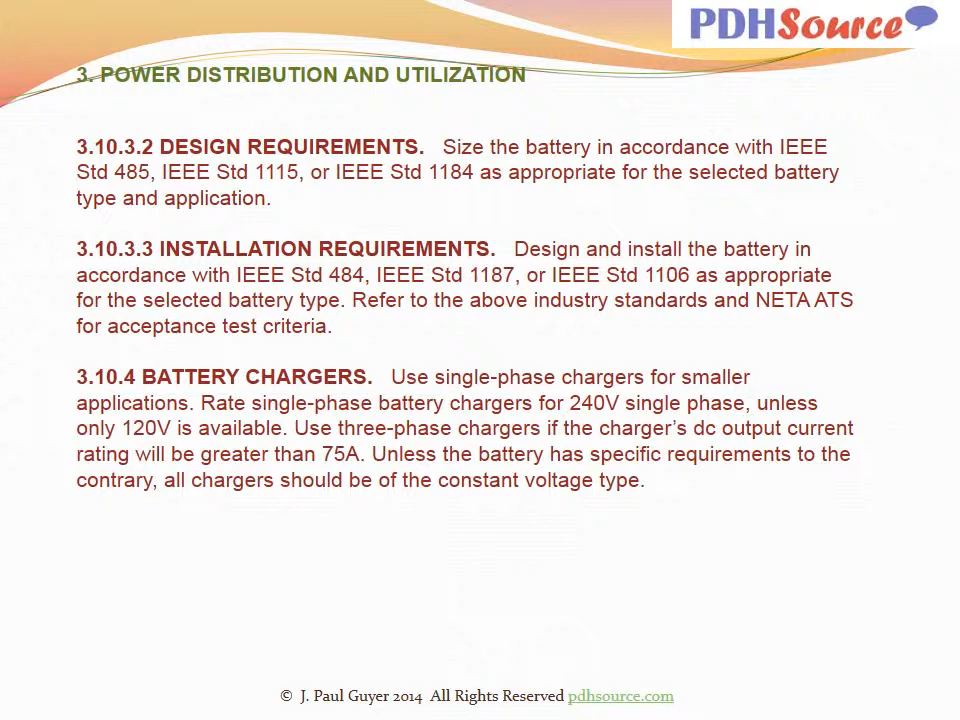 PDHSource
3. POWER DISTRIBUTION AND UTILIZATION
3.10.3.2 DESIGN REQUIREMENTS. Size the battery in accordance with IEEE
Std 485, IEEE Std 1115, or IEEE Std 1184 as appropriate for the selected battery
type and application.
3.10.3.3 INSTALLATION REQUIREMENTS. Design and install the battery in
accordance with IEEE Std 484, IEEE Std 1187, or IEEE Std 1106 as appropriate
for the selected battery type. Refer to the above industry standards and NETA ATS
for acceptance test criteria.
3.10.4 BATTERY CHARGERS. Use single-phase chargers for smaller
applications. Rate single-phase battery chargers for 240V single phase, unless
only 120V is available. Use three-phase chargers if the charger’s dc output current
rating will be greater than 75A. Unless the battery has specific requirements to the
contrary, all chargers should be of the constant voltage type.
© J. Paul Guyer 2014 All Rights Reserved pdhsource.com